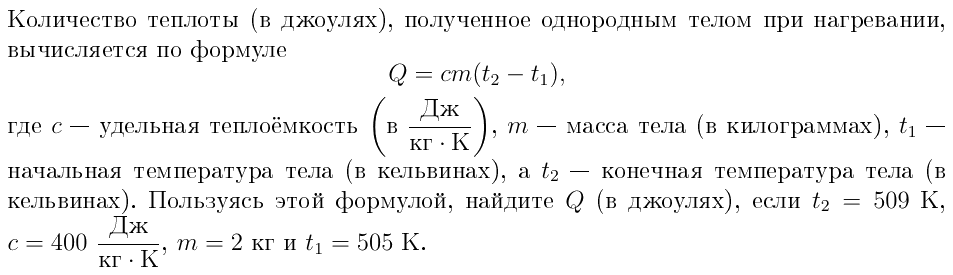 Количество теплоты (в джоулях), полученное однородным телом при нагревании,
вычисляется по формуле
Q = cm(t₂ − t₁),
где c — удельная теплоёмкость (в Дж/(кг · К)), m — масса тела (в килограммах), t₁ —
начальная температура тела (в кельвинах), а t₂ — конечная температура тела (в
кельвинах). Пользуясь этой формулой, найдите Q (в джоулях), если t₂ = 509 К,
c = 400 Дж/(кг · К), m = 2 кг и t₁ = 505 К.